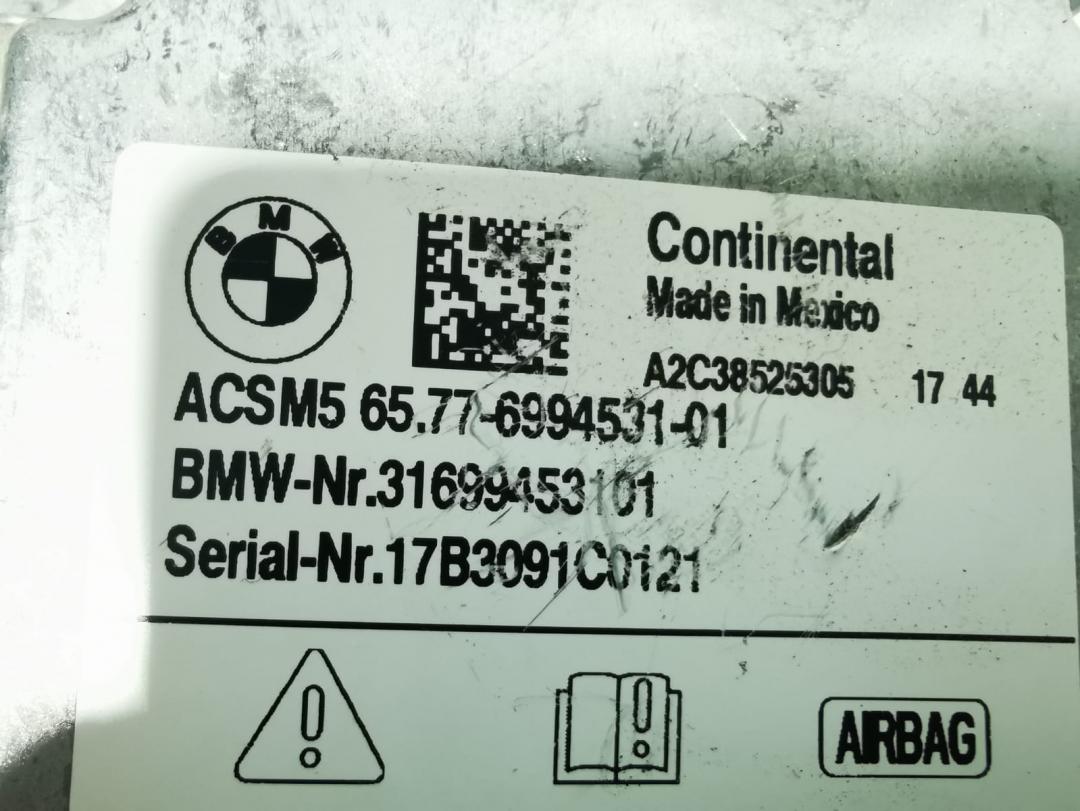 BMW
Continental
Made in Mexico
A2C38525305 17 44
ACSM5 65.77-6994531-01
BMW-Nr.31699453101
Serial-Nr.17B3091C0121
AIRBAG